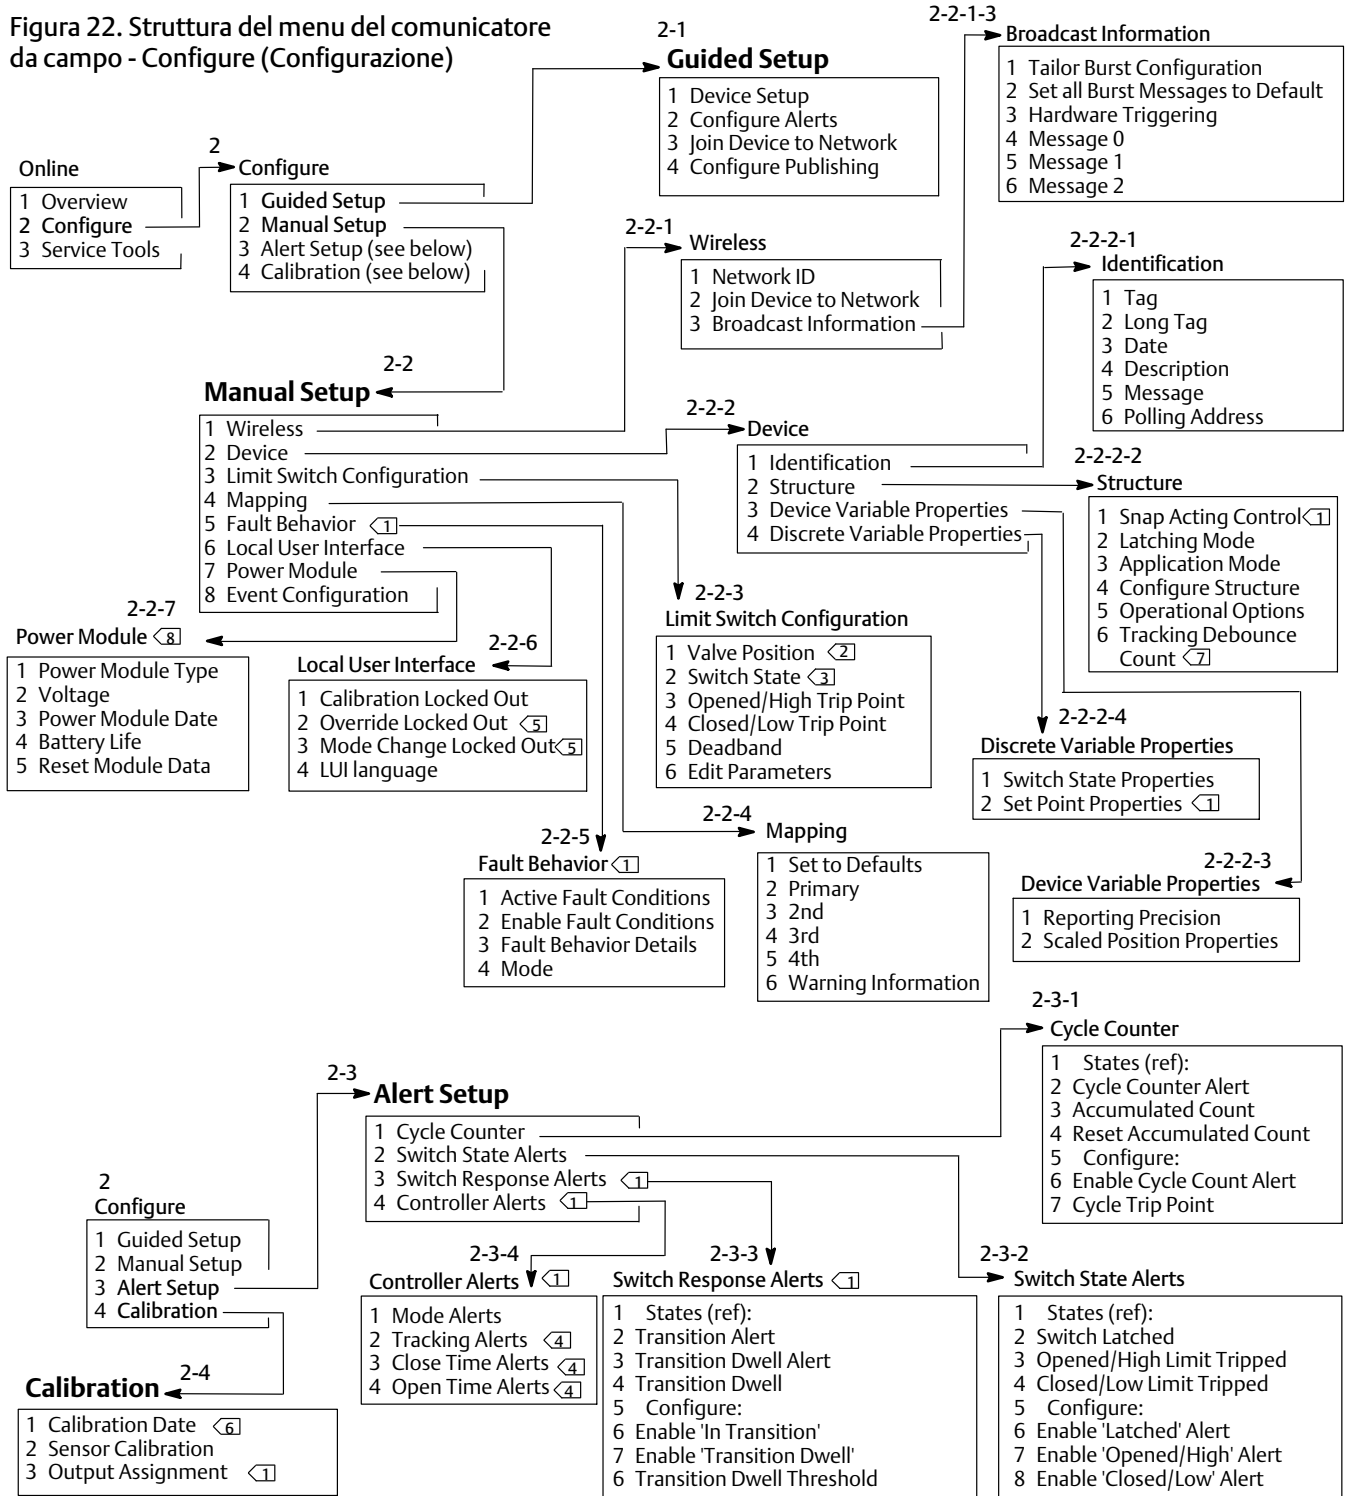 Figura 22. Struttura del menu del comunicatore
da campo - Configure (Configurazione)
Online
1 Overview
2 Configure
3 Service Tools
2
Configure
1 Guided Setup
2 Manual Setup
3 Alert Setup (see below)
4 Calibration (see below)
2-1
Guided Setup
1 Device Setup
2 Configure Alerts
3 Join Device to Network
4 Configure Publishing
2-2-1-3
Broadcast Information
1 Tailor Burst Configuration
2 Set all Burst Messages to Default
3 Hardware Triggering
4 Message 0
5 Message 1
6 Message 2
2-2-1
Wireless
1 Network ID
2 Join Device to Network
3 Broadcast Information
2-2-2-1
Identification
1 Tag
2 Long Tag
3 Date
4 Description
5 Message
6 Polling Address
2-2
Manual Setup
1 Wireless
2 Device
3 Limit Switch Configuration
4 Mapping
5 Fault Behavior 1
6 Local User Interface
7 Power Module
8 Event Configuration
2-2-2
Device
1 Identification
2 Structure
3 Device Variable Properties
4 Discrete Variable Properties
2-2-2-2
Structure
1 Snap Acting Control 1
2 Latching Mode
3 Application Mode
4 Configure Structure
5 Operational Options
6 Tracking Debounce
Count 7
2-2-7
Power Module 8
1 Power Module Type
2 Voltage
3 Power Module Date
4 Battery Life
5 Reset Module Data
2-2-6
Local User Interface
1 Calibration Locked Out
2 Override Locked Out 5
3 Mode Change Locked Out 5
4 LUI language
2-2-3
Limit Switch Configuration
1 Valve Position 2
2 Switch State 3
3 Opened/High Trip Point
4 Closed/Low Trip Point
5 Deadband
6 Edit Parameters
2-2-2-4
Discrete Variable Properties
1 Switch State Properties
2 Set Point Properties 1
2-2-5
Fault Behavior 1
1 Active Fault Conditions
2 Enable Fault Conditions
3 Fault Behavior Details
4 Mode
2-2-4
Mapping
1 Set to Defaults
2 Primary
3 2nd
4 3rd
5 4th
6 Warning Information
2-2-2-3
Device Variable Properties
1 Reporting Precision
2 Scaled Position Properties
2-3-1
Cycle Counter
1 States (ref):
2 Cycle Counter Alert
3 Accumulated Count
4 Reset Accumulated Count
5 Configure:
6 Enable Cycle Count Alert
7 Cycle Trip Point
2-3
Alert Setup
1 Cycle Counter
2 Switch State Alerts
3 Switch Response Alerts 1
4 Controller Alerts 1
2
Configure
1 Guided Setup
2 Manual Setup
3 Alert Setup
4 Calibration
2-4
Calibration
1 Calibration Date 6
2 Sensor Calibration
3 Output Assignment 1
2-3-4
Controller Alerts 1
1 Mode Alerts
2 Tracking Alerts 4
3 Close Time Alerts 4
4 Open Time Alerts 4
2-3-3
Switch Response Alerts 1
1 States (ref):
2 Transition Alert
3 Transition Dwell Alert
4 Transition Dwell
5 Configure:
6 Enable 'In Transition'
7 Enable 'Transition Dwell'
6 Transition Dwell Threshold
2-3-2
Switch State Alerts
1 States (ref):
2 Switch Latched
3 Opened/High Limit Tripped
4 Closed/Low Limit Tripped
5 Configure:
6 Enable 'Latched' Alert
7 Enable 'Opened/High' Alert
8 Enable 'Closed/Low' Alert